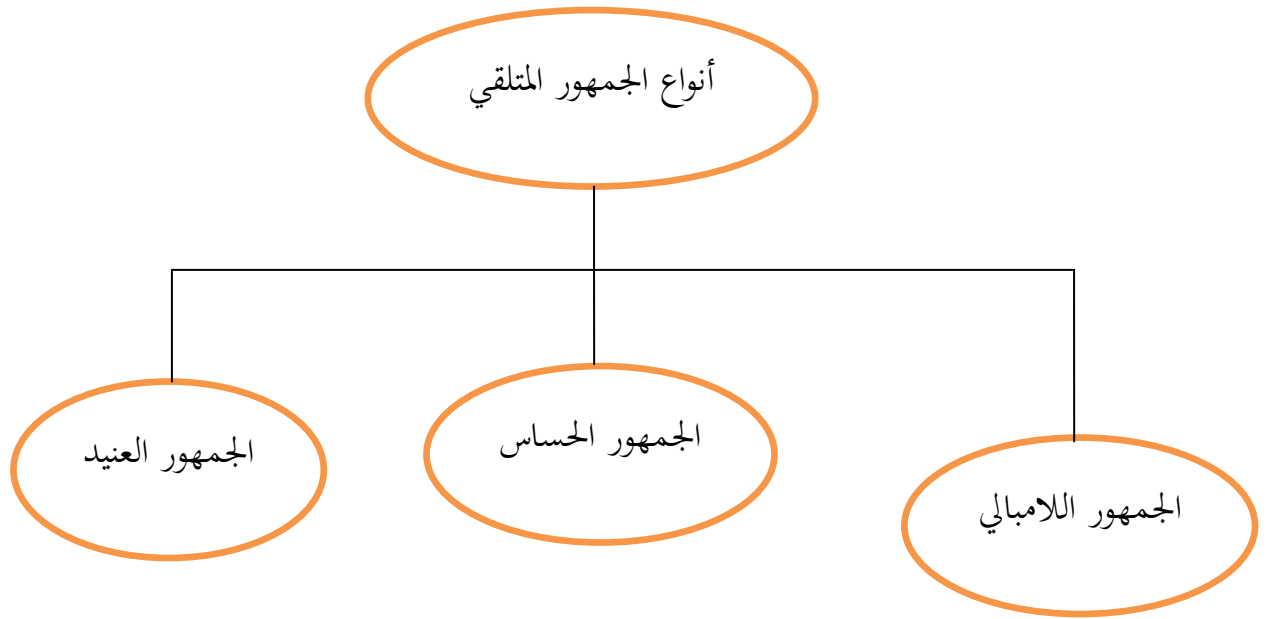 أنواع الجمهور المتلقي
الجمهور اللامبالي
الجمهور الحساس
الجمهور العنيد